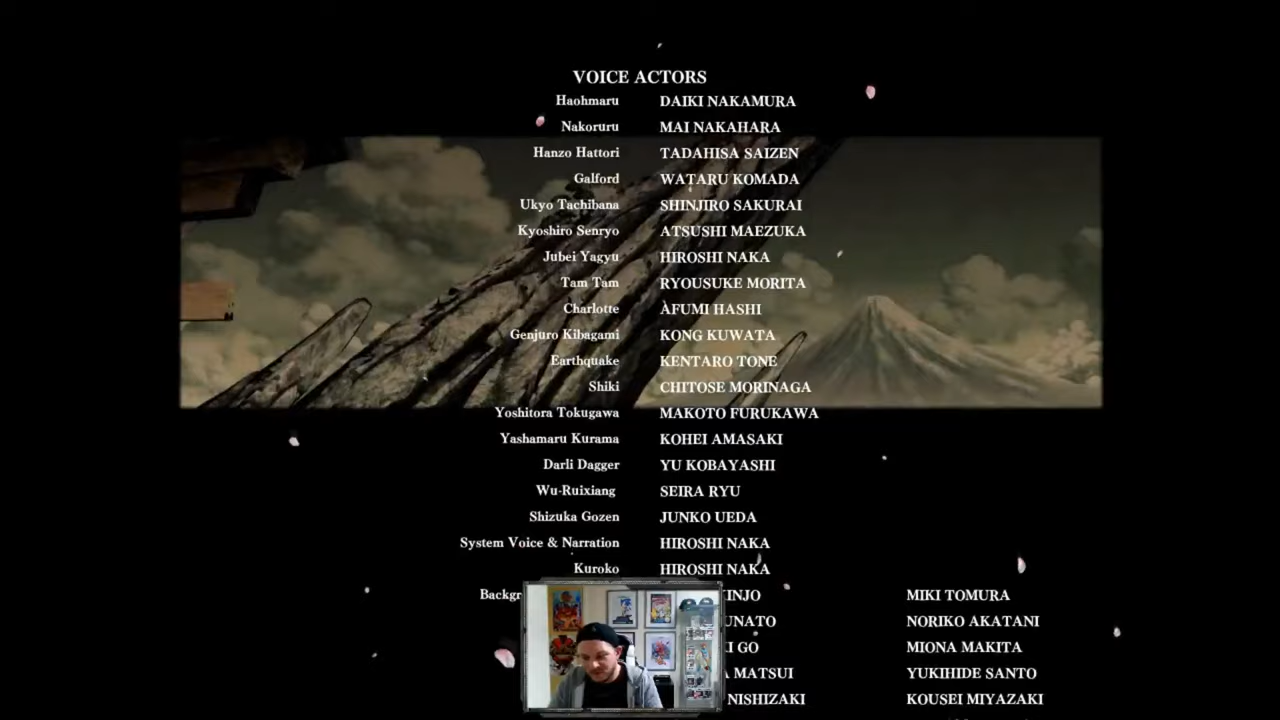 VOICE ACTORS
Haohmaru DAIKI NAKAMURA
Nakoruru MAI NAKAHARA
Hanzo Hattori TADAHISA SAIZEN
Galford WATARU KOMADA
Ukyo Tachibana SHINJIRO SAKURAI
Kyoshiro Senryo ATSUSHI MAEZUKA
Jubei Yagyu HIROSHI NAKA
Tam Tam RYOUSUKE MORITA
Charlotte AFUMI HASHI
Genjuro Kibagami KONG KUWATA
Earthquake KENTARO TONE
Shiki CHITOSE MORINAGA
Yoshitora Tokugawa MAKOTO FURUKAWA
Yashamaru Kurama KOHEI AMASAKI
Darli Dagger YU KOBAYASHI
Wu-Ruixiang SEIRA RYU
Shizuka Gozen JUNKO UEDA
System Voice & Narration HIROSHI NAKA
Kuroko HIROSHI NAKA
MIKI TOMURA
NORIKO AKATANI
GO MIONA MAKITA
MATSUI YUKIHIDE SANTO
NISHIZAKI KOUSEI MIYAZAKI